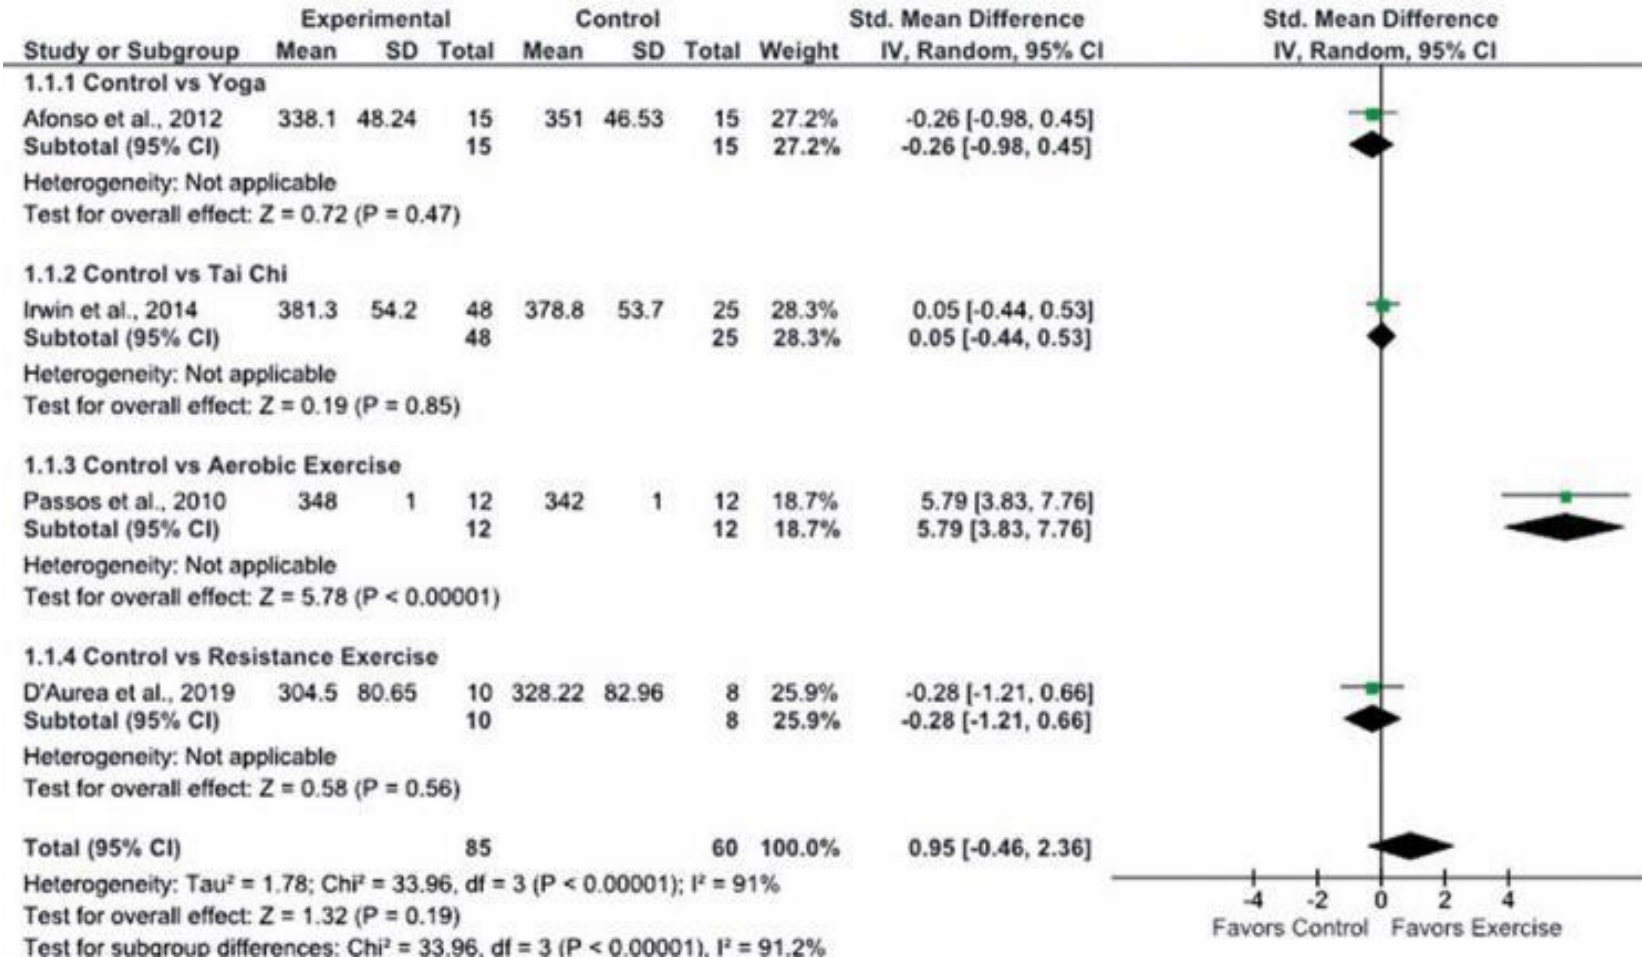 Experimental Control Std. Mean Difference Std. Mean Difference
Study or Subgroup Mean SD Total Mean SD Total Weight IV, Random, 95% CI IV, Random, 95% CI
1.1.1 Control vs Yoga
Afonso et al., 2012 338.1 48.24 15 351 46.53 15 27.2% -0.26 [-0.98, 0.45]
Subtotal (95% CI) 15 15 27.2% -0.26 [-0.98, 0.45]
Heterogeneity: Not applicable
Test for overall effect: Z = 0.72 (P = 0.47)
1.1.2 Control vs Tai Chi
Irwin et al., 2014 381.3 54.2 48 378.8 53.7 25 28.3% 0.05 [-0.44, 0.53]
Subtotal (95% CI) 48 25 28.3% 0.05 [-0.44, 0.53]
Heterogeneity: Not applicable
Test for overall effect: Z = 0.19 (P = 0.85)
1.1.3 Control vs Aerobic Exercise
Passos et al., 2010 348 1 12 342 1 12 18.7% 5.79 [3.83, 7.76]
Subtotal (95% CI) 12 12 18.7% 5.79 [3.83, 7.76]
Heterogeneity: Not applicable
Test for overall effect: Z = 5.78 (P < 0.00001)
1.1.4 Control vs Resistance Exercise
D'Aurea et al., 2019 304.5 80.65 10 328.22 82.96 8 25.9% -0.28 [-1.21, 0.66]
Subtotal (95% CI) 10 8 25.9% -0.28 [-1.21, 0.66]
Heterogeneity: Not applicable
Test for overall effect: Z = 0.58 (P = 0.56)
Total (95% CI) 85 60 100.0% 0.95 [-0.46, 2.36]
Heterogeneity: Tau² = 1.78; Chi² = 33.96, df = 3 (P < 0.00001); I² = 91%
Test for overall effect: Z = 1.32 (P = 0.19)
Test for subgroup differences: Chi² = 33.96, df = 3 (P < 0.00001), I² = 91.2%
-4 -2 0 2 4
Favors Control Favors Exercise